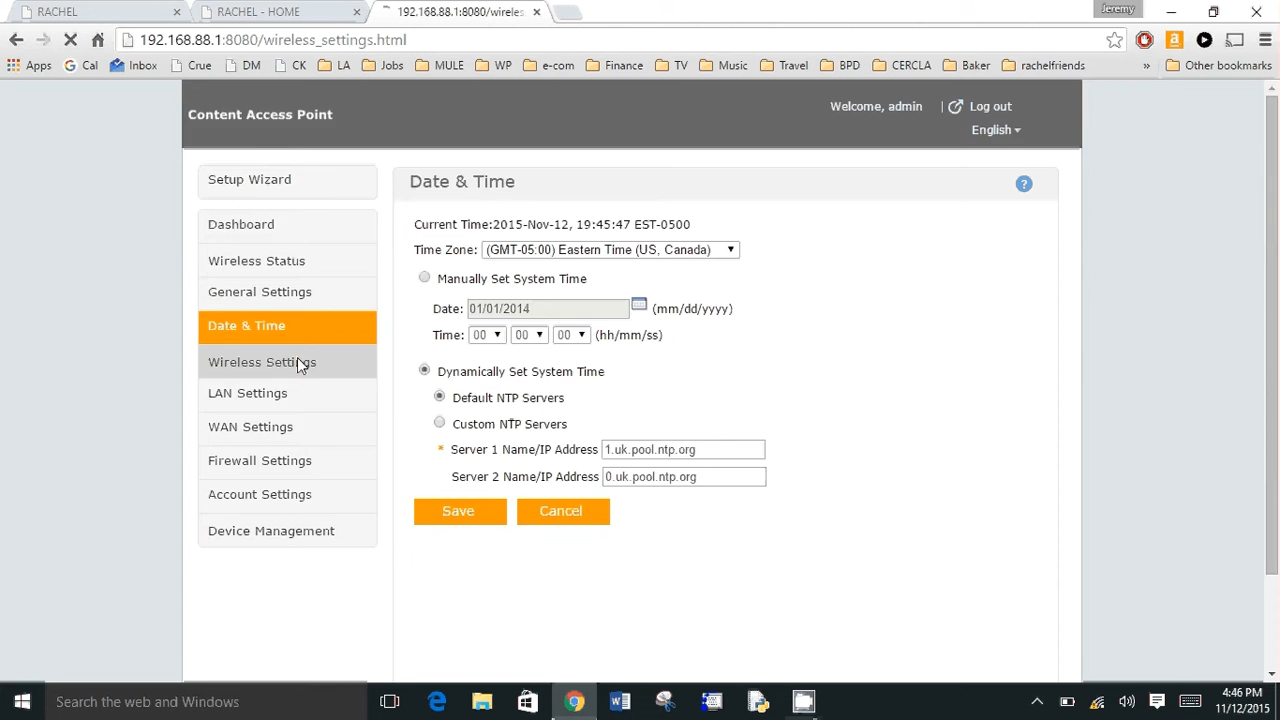 RACHEL
RACHEL - HOME
192.168.88.1:8080/wireles
Jeremy
192.168.88.1:8080/wireless_settings.html
Apps
Cal
Inbox
Crue
DM
CK
LA
Jobs
MULE
WP
e-com
Finance
TV
Music
Travel
BPD
CERCLA
Baker
rachelfriends
»
Other bookmarks
Content Access Point
Welcome, admin
| Log out
English
Setup Wizard
Dashboard
Wireless Status
General Settings
Date & Time
Wireless Settings
LAN Settings
WAN Settings
Firewall Settings
Account Settings
Device Management
Date & Time
?
Current Time:2015-Nov-12, 19:45:47 EST-0500
Time Zone: (GMT-05:00) Eastern Time (US, Canada)
Manually Set System Time
Date: 01/01/2014 (mm/dd/yyyy)
Time: 00 00 00 (hh/mm/ss)
Dynamically Set System Time
Default NTP Servers
Custom NTP Servers
* Server 1 Name/IP Address 1.uk.pool.ntp.org
Server 2 Name/IP Address 0.uk.pool.ntp.org
Save Cancel
Search the web and Windows
4:46 PM
11/12/2015